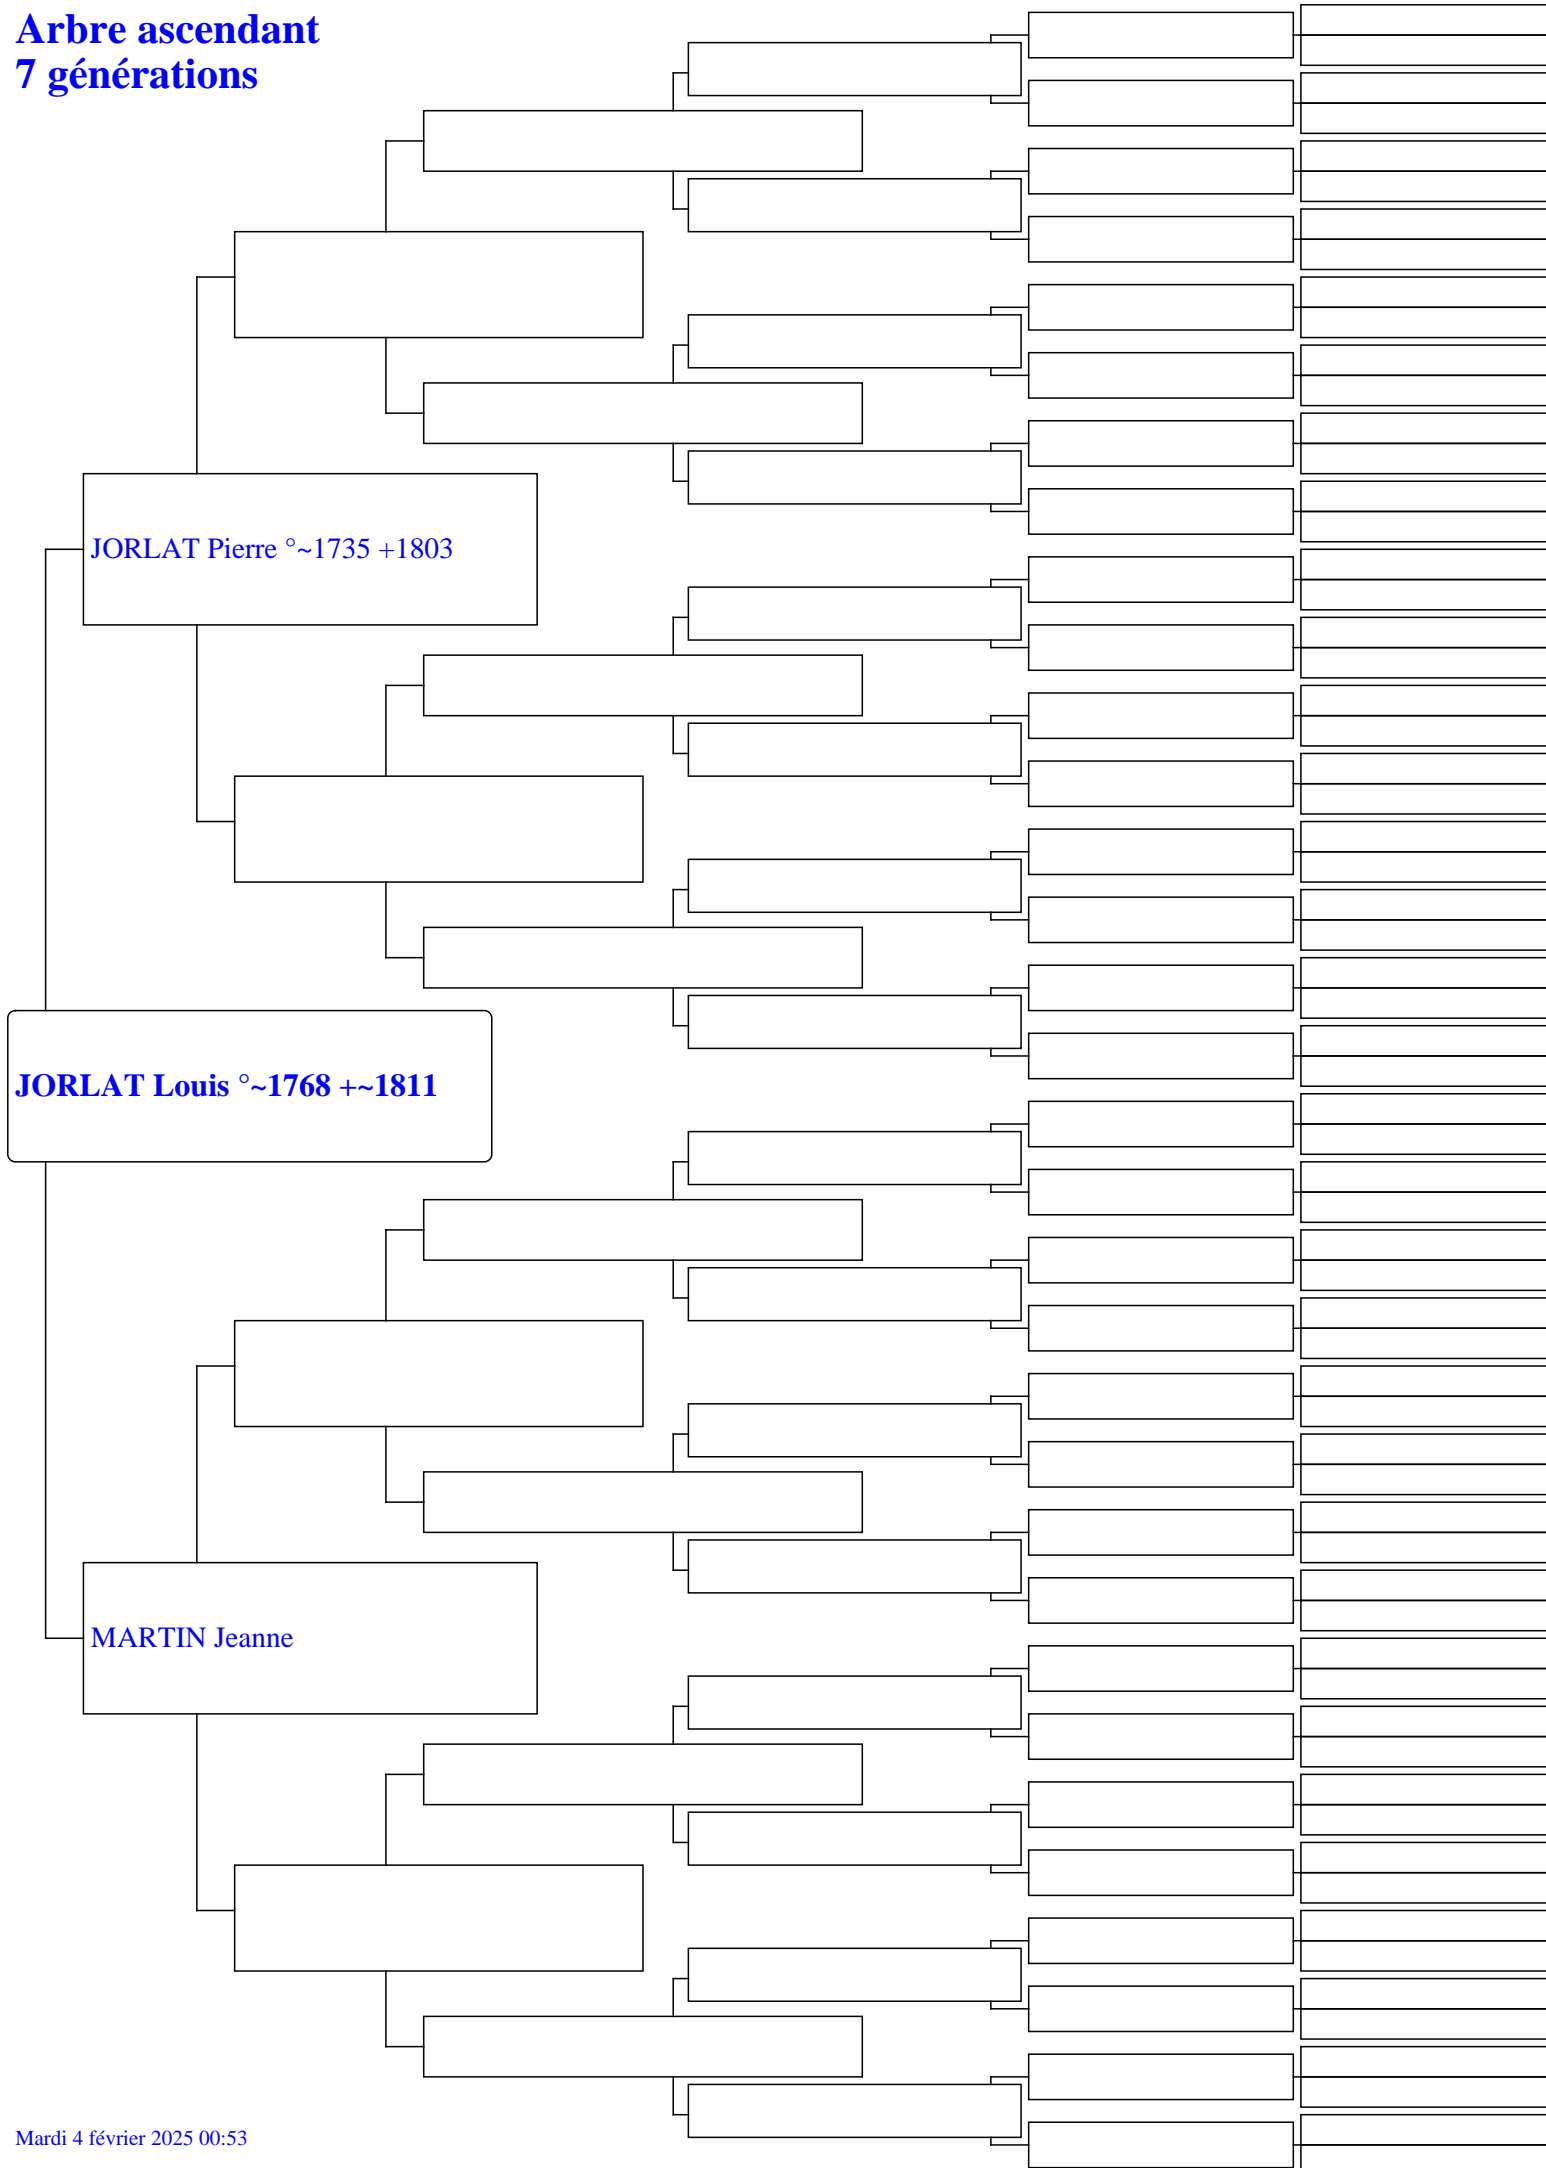 Arbre ascendant
7 générations
JORLAT Pierre °~1735 +1803
JORLAT Louis °~1768 +~1811
MARTIN Jeanne
Mardi 4 février 2025 00:53